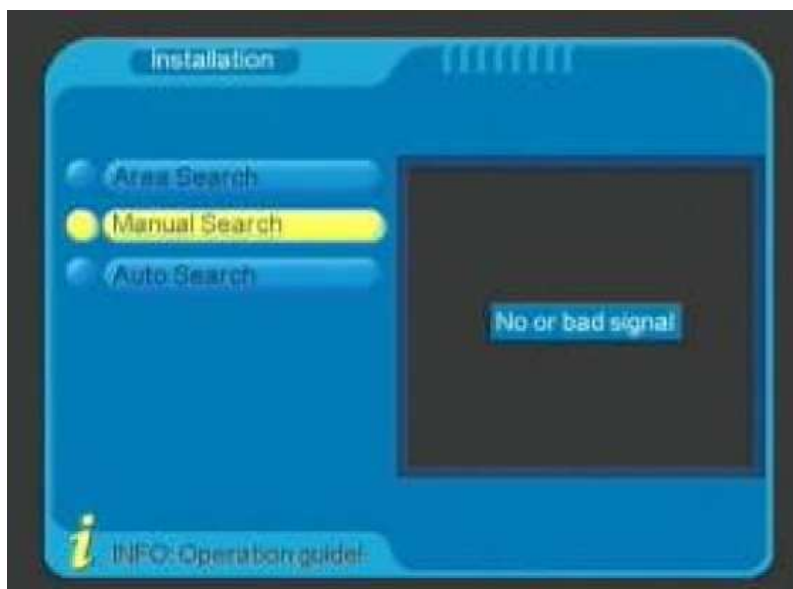 Installation
Area Search
Manual Search
Auto Search
No or bad signal
INFO: Operation guide!